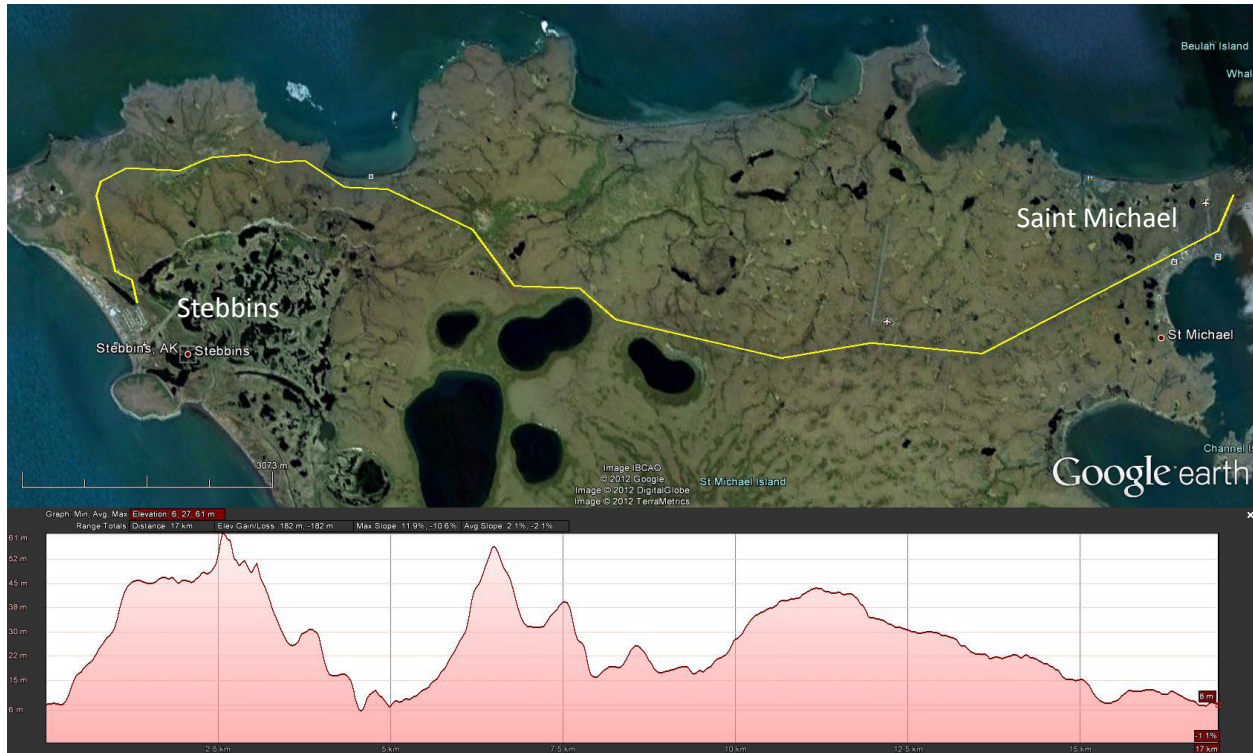 Beulah Island
Whal
Saint Michael
Stebbins
Stebbins, AK
Stebbins
St Michael
3073 m
Channel Is
Image IBCAO
© 2012 Google
Image © 2012 DigitalGlobe
Image © 2012 TerraMetrics
St Michael Island
Google earth
Graph: Min, Avg, Max Elevation: 6, 27, 61 m
Range Totals: Distance: 17 km Elev Gain/Loss: 182 m, -182 m Max Slope: 11.9%, -10.6% Avg Slope: 2.1%, -2.1%
61 m
52 m
45 m
38 m
30 m
22 m
15 m
6 m
8 m
-1.1%
2.5 km
5 km
7.5 km
10 km
12.5 km
15 km
17 km